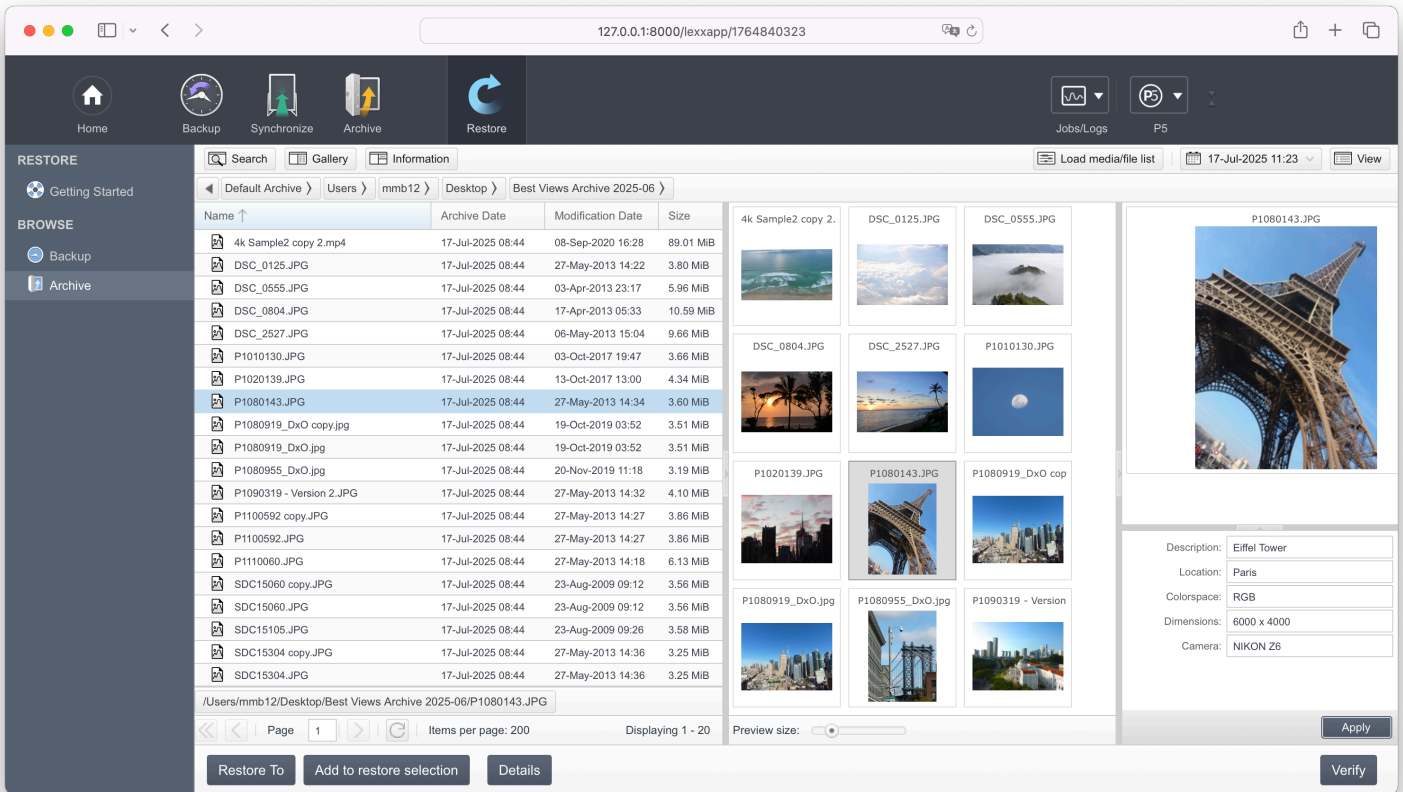 127.0.0.1:8000/lexxapp/1764840323
Home
Backup
Synchronize
Archive
Restore
Jobs/Logs
P5
P5
RESTORE
Getting Started
BROWSE
Backup
Archive
Search
Gallery
Information
Load media/file list
17-Jul-2025 11:23
View
Default Archive
Users
mmb12
Desktop
Best Views Archive 2025-06
Name Archive Date Modification Date Size
4k Sample2 copy 2.mp4 17-Jul-2025 08:44 08-Sep-2020 16:28 89.01 MiB
DSC_0125.JPG 17-Jul-2025 08:44 27-May-2013 14:22 3.80 MiB
DSC_0555.JPG 17-Jul-2025 08:44 03-Apr-2013 23:17 5.96 MiB
DSC_0804.JPG 17-Jul-2025 08:44 17-Apr-2013 05:33 10.59 MiB
DSC_2527.JPG 17-Jul-2025 08:44 06-May-2013 15:04 9.66 MiB
P1010130.JPG 17-Jul-2025 08:44 03-Oct-2017 19:47 3.66 MiB
P1020139.JPG 17-Jul-2025 08:44 13-Oct-2017 13:00 4.34 MiB
P1080143.JPG 17-Jul-2025 08:44 27-May-2013 14:34 3.60 MiB
P1080919_DxO copy.jpg 17-Jul-2025 08:44 19-Oct-2019 03:52 3.51 MiB
P1080919_DxO.jpg 17-Jul-2025 08:44 19-Oct-2019 03:52 3.51 MiB
P1080955_DxO.jpg 17-Jul-2025 08:44 20-Nov-2019 11:18 3.19 MiB
P1090319 - Version 2.JPG 17-Jul-2025 08:44 27-May-2013 14:32 4.10 MiB
P1100592 copy.JPG 17-Jul-2025 08:44 27-May-2013 14:27 3.86 MiB
P1100592.JPG 17-Jul-2025 08:44 27-May-2013 14:27 3.86 MiB
P1110060.JPG 17-Jul-2025 08:44 27-May-2013 14:18 6.13 MiB
SDC15060 copy.JPG 17-Jul-2025 08:44 23-Aug-2009 09:12 3.56 MiB
SDC15060.JPG 17-Jul-2025 08:44 23-Aug-2009 09:12 3.56 MiB
SDC15105.JPG 17-Jul-2025 08:44 23-Aug-2009 09:26 3.58 MiB
SDC15304 copy.JPG 17-Jul-2025 08:44 27-May-2013 14:36 3.25 MiB
SDC15304.JPG 17-Jul-2025 08:44 27-May-2013 14:36 3.25 MiB
/Users/mmb12/Desktop/Best Views Archive 2025-06/P1080143.JPG
Page 1 Items per page: 200 Displaying 1 - 20
4k Sample2 copy 2. DSC_0125.JPG DSC_0555.JPG
DSC_0804.JPG DSC_2527.JPG P1010130.JPG
P1020139.JPG P1080143.JPG P1080919_DxO cop
P1080919_DxO.jpg P1080955_DxO.jpg P1090319 - Version
Preview size:
P1080143.JPG
Description: Eiffel Tower
Location: Paris
Colorspace: RGB
Dimensions: 6000 x 4000
Camera: NIKON Z6
Apply
Restore To
Add to restore selection
Details
Verify